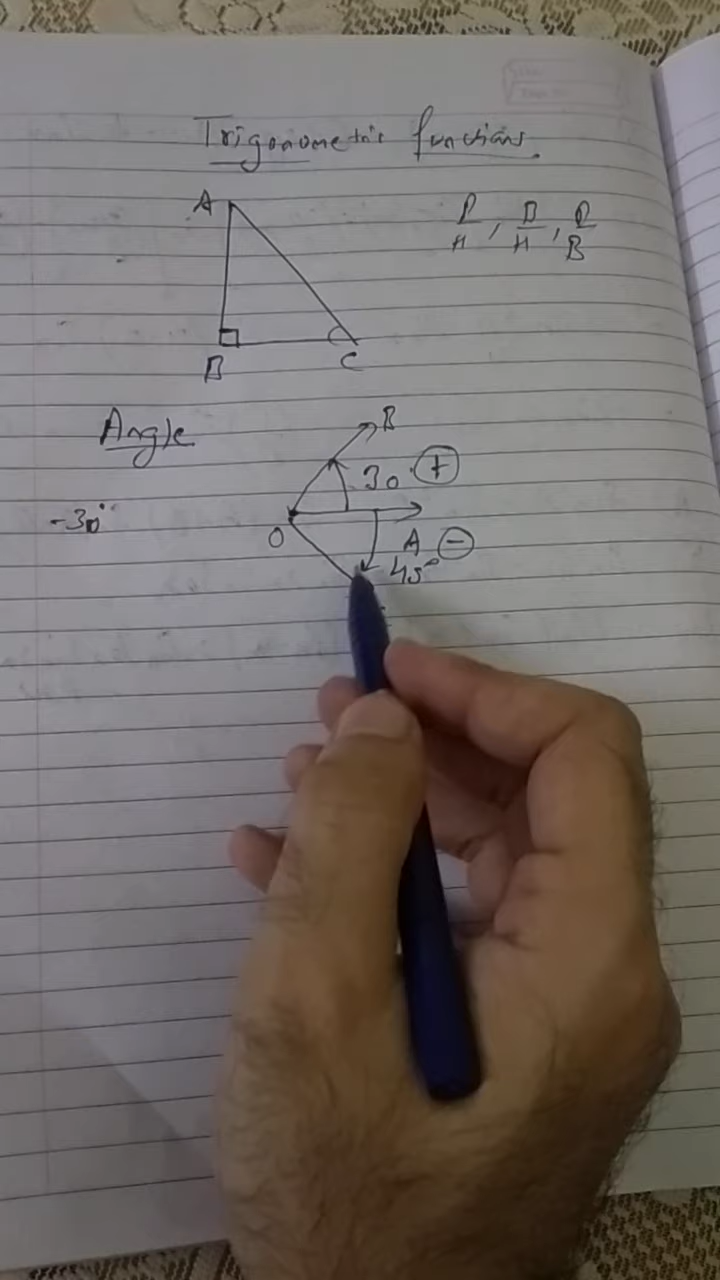 Trigonometric functions.
A
P/H, B/H, P/B
B
C
Angle
B
30 +
-30°
O
A -
45°